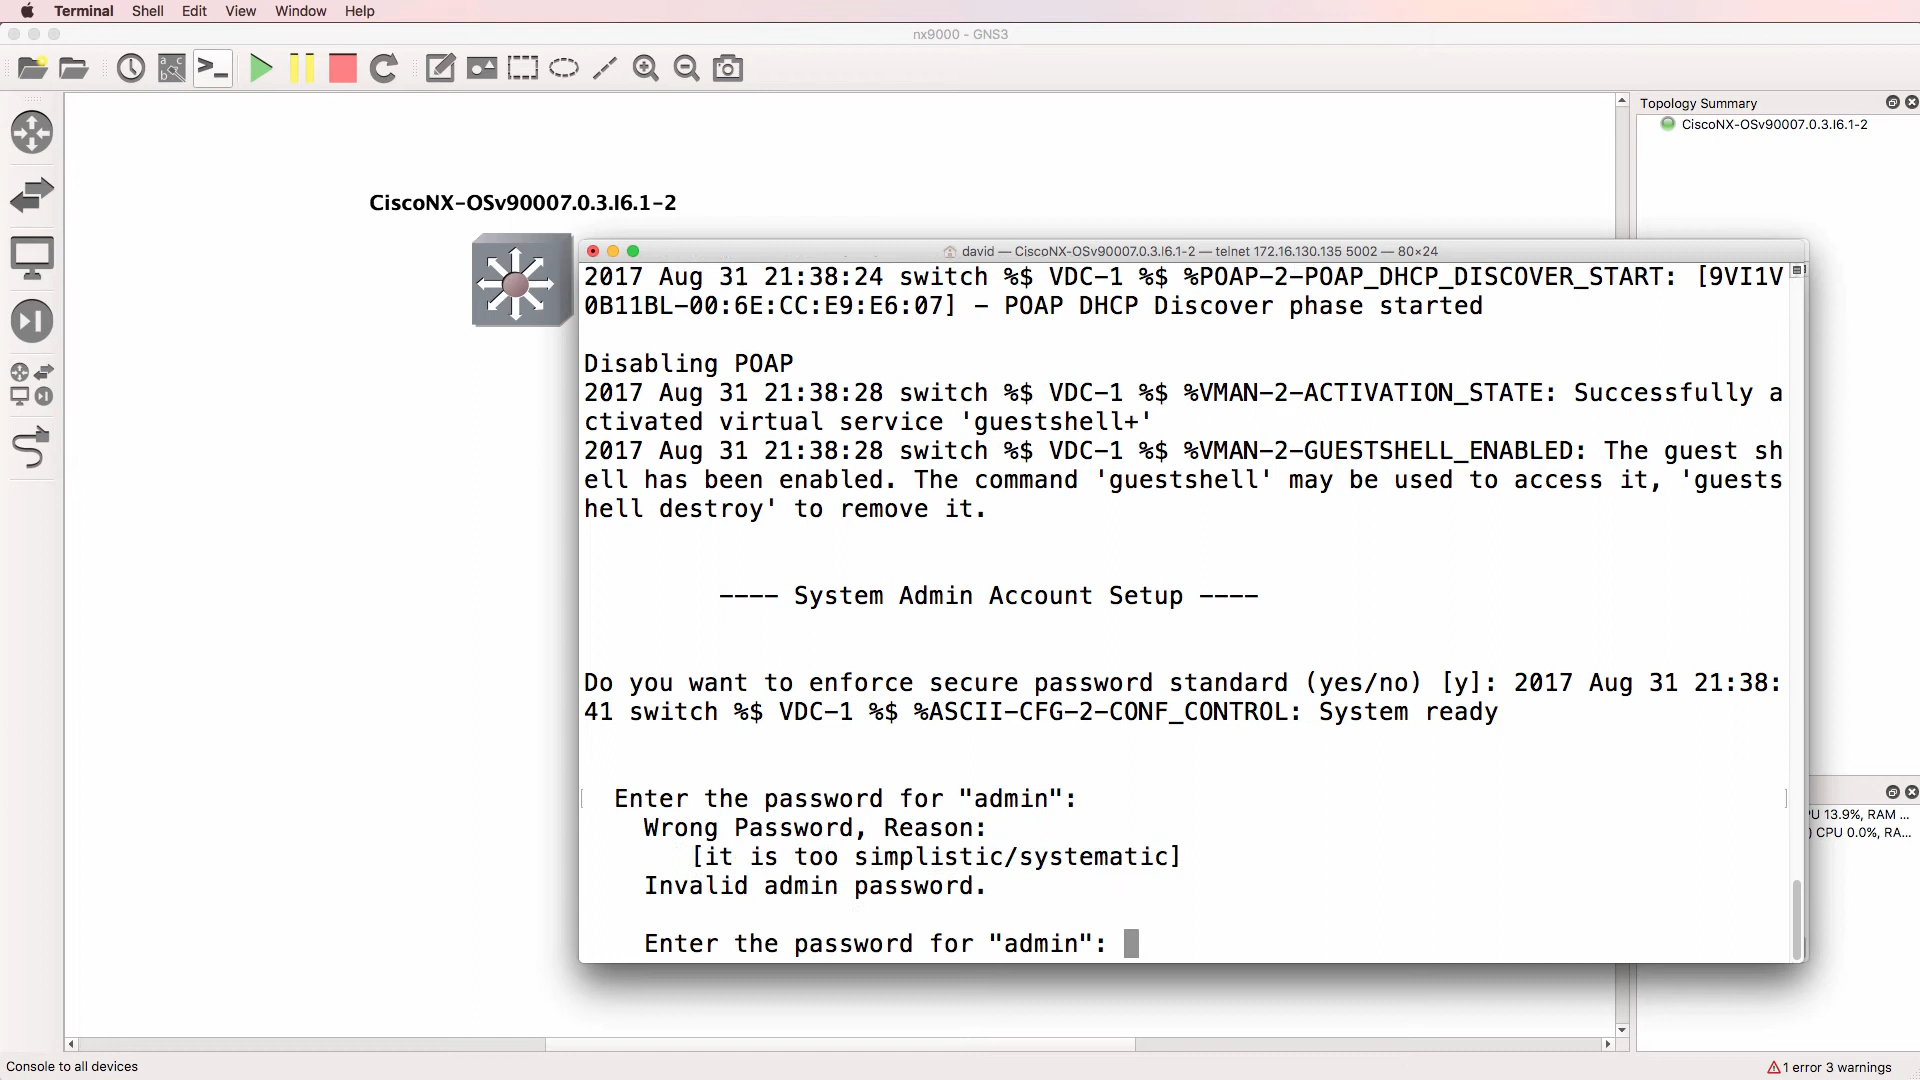 Terminal Shell Edit View Window Help
nx9000 - GNS3
Topology Summary
CiscoNX-OSv90007.0.3.I6.1-2
CiscoNX-OSv90007.0.3.I6.1-2
david — CiscoNX-OSv90007.0.3.I6.1-2 — telnet 172.16.130.135 5002 — 80×24
2017 Aug 31 21:38:24 switch %$ VDC-1 %$ %POAP-2-POAP_DHCP_DISCOVER_START: [9VI1V
0B11BL-00:6E:CC:E9:E6:07] - POAP DHCP Discover phase started
Disabling POAP
2017 Aug 31 21:38:28 switch %$ VDC-1 %$ %VMAN-2-ACTIVATION_STATE: Successfully a
ctivated virtual service 'guestshell+'
2017 Aug 31 21:38:28 switch %$ VDC-1 %$ %VMAN-2-GUESTSHELL_ENABLED: The guest sh
ell has been enabled. The command 'guestshell' may be used to access it, 'guests
hell destroy' to remove it.
---- System Admin Account Setup ----
Do you want to enforce secure password standard (yes/no) [y]: 2017 Aug 31 21:38:
41 switch %$ VDC-1 %$ %ASCII-CFG-2-CONF_CONTROL: System ready
Enter the password for "admin":
Wrong Password, Reason:
[it is too simplistic/systematic]
Invalid admin password.
Enter the password for "admin":
PU 13.9%, RAM ...
) CPU 0.0%, RA...
Console to all devices
1 error 3 warnings